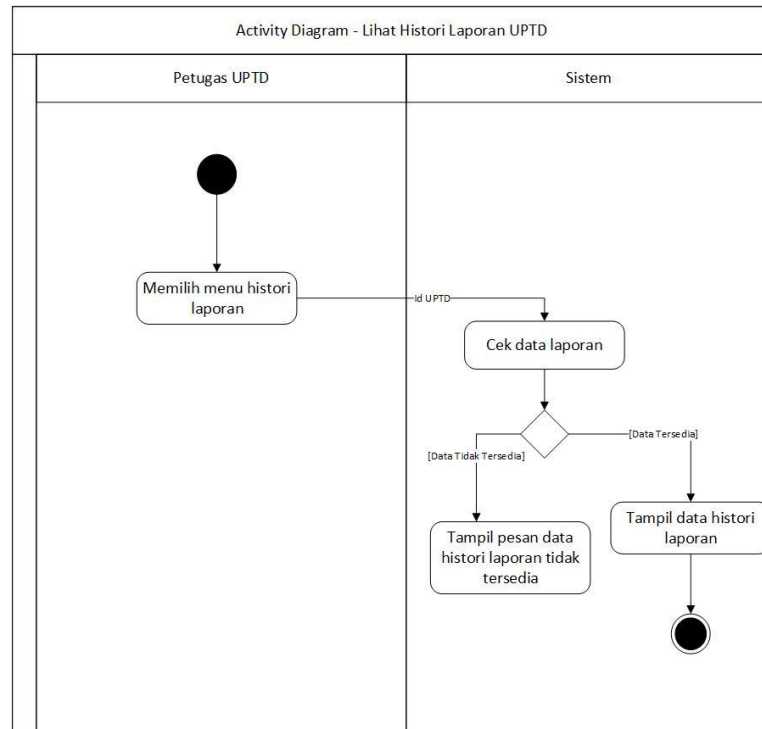 Activity Diagram - Lihat Histori Laporan UPTD
Petugas UPTD
Sistem
Memilih menu histori
laporan
Id UPTD
Cek data laporan
[Data Tersedia]
[Data Tidak Tersedia]
Tampil data histori
laporan
Tampil pesan data
histori laporan tidak
tersedia